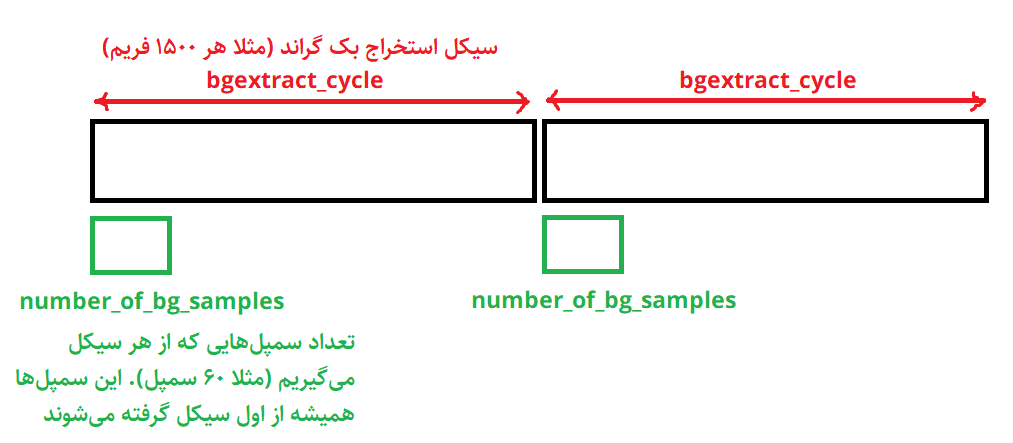 سیکل استخراج بک گراند (مثلا هر ۱۵۰۰ فریم)
bgextract_cycle
bgextract_cycle
number_of_bg_samples
number_of_bg_samples
تعداد سمپل‌هایی که از هر سیکل
می‌گیریم (مثلا ۶۰ سمپل). این سمپل‌ها
همیشه از اول سیکل گرفته می‌شوند